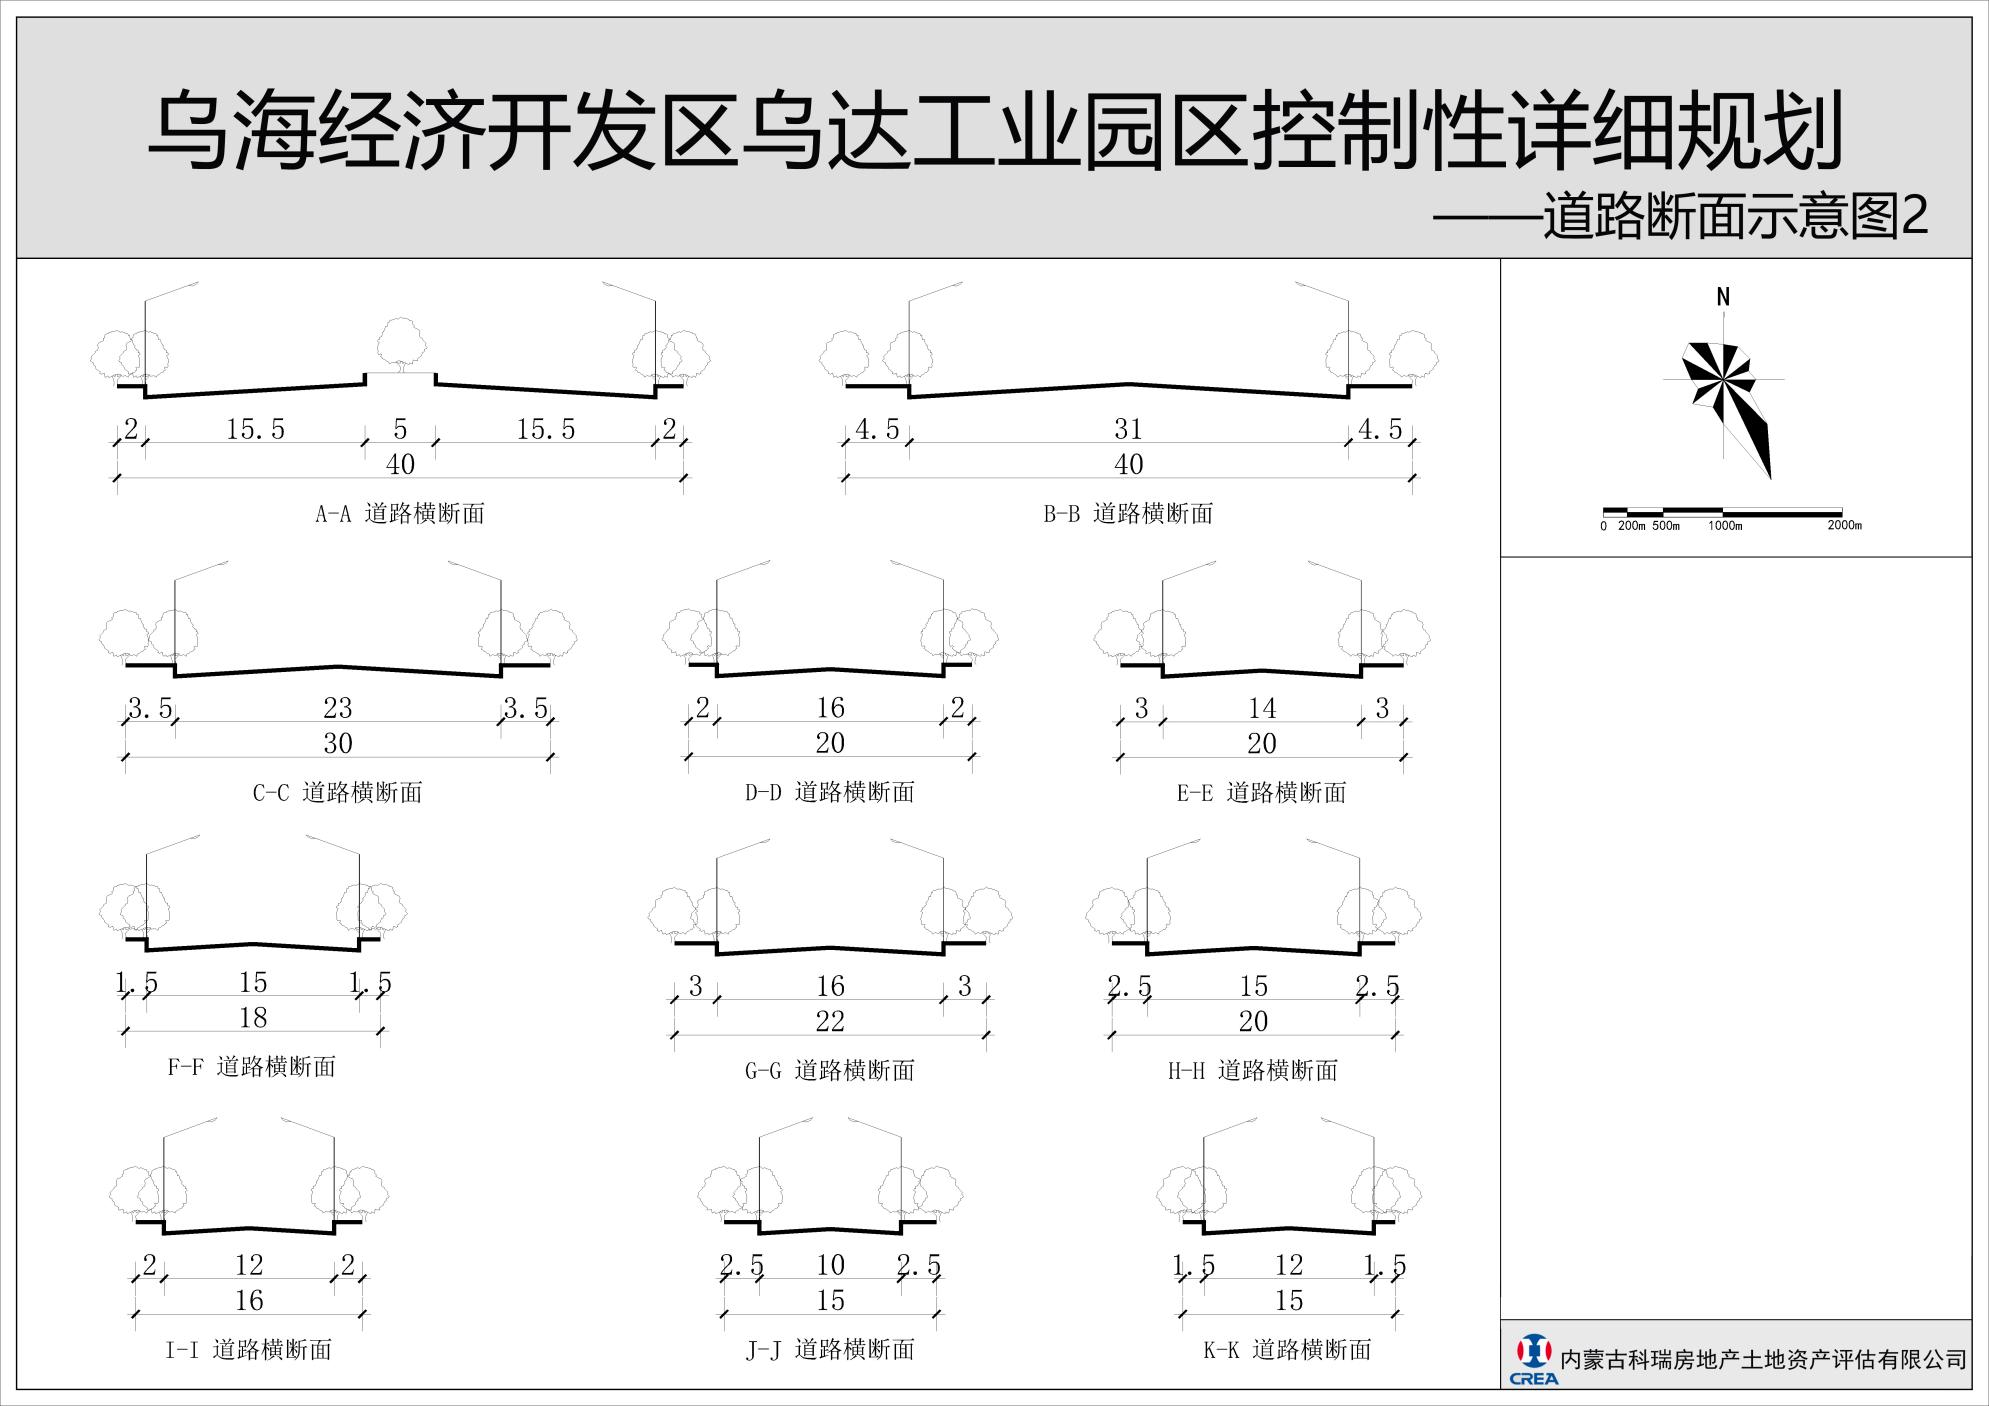 乌海经济开发区乌达工业园区控制性详细规划
——道路断面示意图2
N
0 200m 500m 1000m 2000m
2 15.5 5 15.5 2
40
A-A 道路横断面
4.5 31 4.5
40
B-B 道路横断面
3.5 23 3.5
30
C-C 道路横断面
2 16 2
20
D-D 道路横断面
3 14 3
20
E-E 道路横断面
1.5 15 1.5
18
F-F 道路横断面
3 16 3
22
G-G 道路横断面
2.5 15 2.5
20
H-H 道路横断面
2 12 2
16
I-I 道路横断面
2.5 10 2.5
15
J-J 道路横断面
1.5 12 1.5
15
K-K 道路横断面
CREA
内蒙古科瑞房地产土地资产评估有限公司